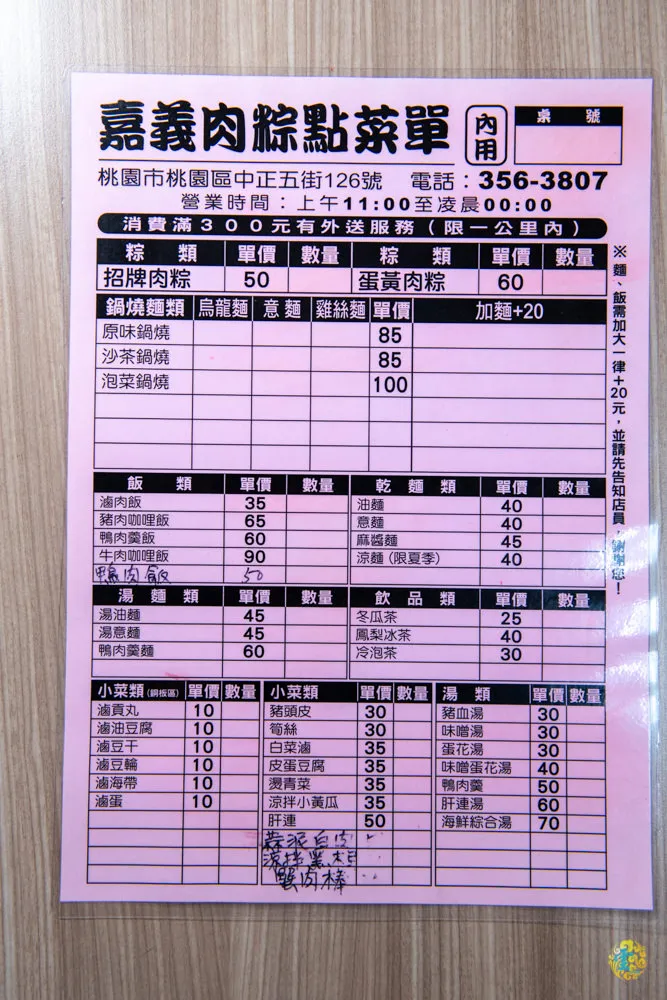 嘉義肉粽點菜單 內用 桌號
桃園市桃園區中正五街126號 電話：356-3807
營業時間：上午11:00至凌晨00:00
消費滿300元有外送服務（限一公里內）
粽類 單價 數量 粽類 單價 數量
招牌肉粽 50 蛋黃肉粽 60
鍋燒麵類 烏龍麵 意麵 雞絲麵 單價 加麵+20
原味鍋燒 85
沙茶鍋燒 85
泡菜鍋燒 100
※麵、飯需加大一律+20元，並請先告知店員，謝謝您！
飯類 單價 數量
滷肉飯 35
豬肉咖哩飯 65
鴨肉羹飯 60
牛肉咖哩飯 90
鴨肉飯 50
乾麵類 單價 數量
油麵 40
意麵 40
麻醬麵 45
涼麵（限夏季） 40
湯麵類 單價 數量
湯油麵 45
湯意麵 45
鴨肉羹麵 60
飲品類 單價 數量
冬瓜茶 25
鳳梨冰茶 40
冷泡茶 30
小菜類（銅板區） 單價 數量
滷貢丸 10
滷油豆腐 10
滷豆干 10
滷豆輪 10
滷海帶 10
滷蛋 10
小菜類 單價 數量
豬頭皮 30
筍絲 30
白菜滷 35
皮蛋豆腐 35
燙青菜 35
涼拌小黃瓜 35
肝連 50
蒜泥白肉
涼拌黑木耳
蟹肉棒
湯類 單價 數量
豬血湯 30
味噌湯 30
蛋花湯 30
味噌蛋花湯 40
鴨肉羹 50
肝連湯 60
海鮮綜合湯 70